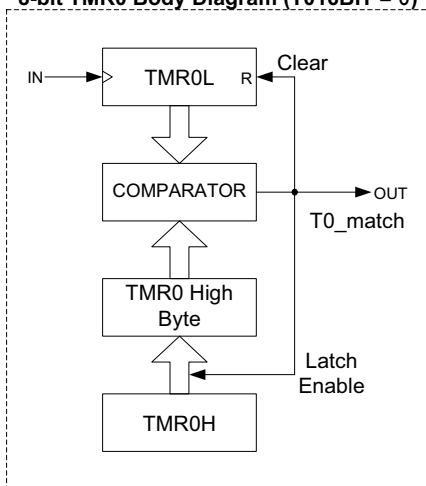 8-bit TMR0 Body Diagram (T016BIT = 0)
IN
TMR0L
R
Clear
COMPARATOR
OUT
T0_match
TMR0 High
Byte
Latch
Enable
TMR0H